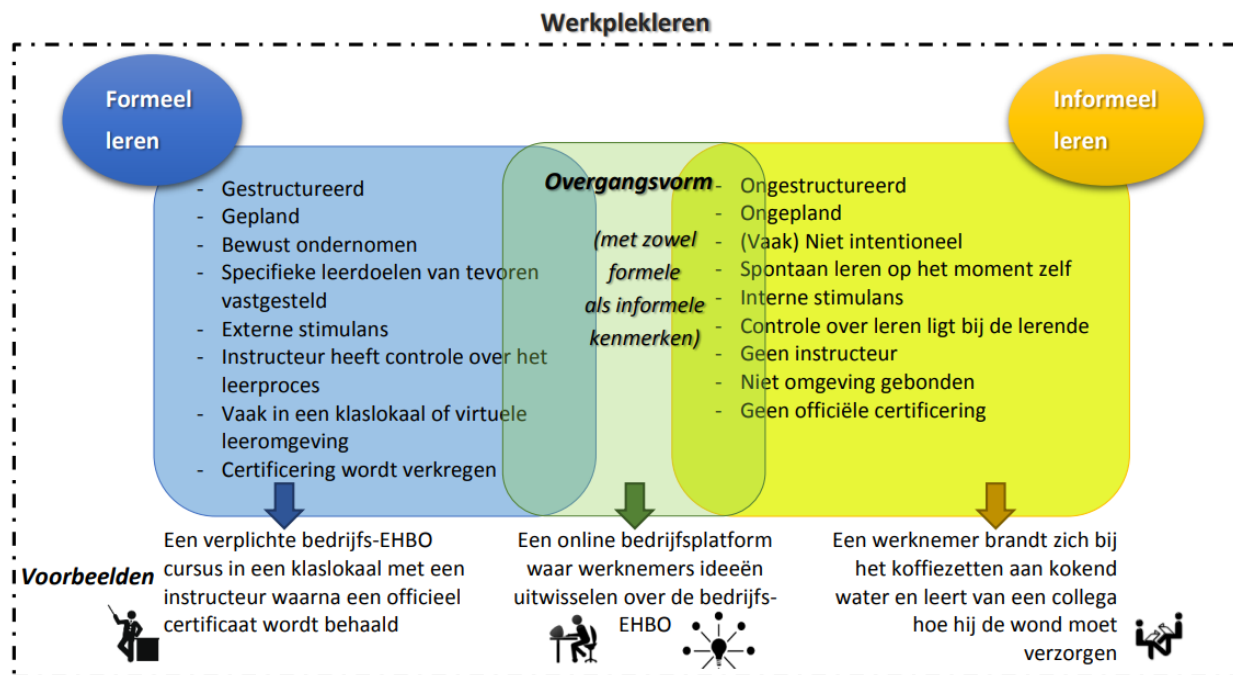 Werkplekleren
Formeel
leren
- Gestructureerd
- Gepland
- Bewust ondernomen
- Specifieke leerdoelen van tevoren
vastgesteld
- Externe stimulans
- Instructeur heeft controle over het
leerproces
- Vaak in een klaslokaal of virtuele
leeromgeving
- Certificering wordt verkregen
Overgangsvorm
(met zowel
formele
als informele
kenmerken)
Informeel
leren
- Ongestructureerd
- Ongepland
- (Vaak) Niet intentioneel
- Spontaan leren op het moment zelf
- Interne stimulans
- Controle over leren ligt bij de lerende
- Geen instructeur
- Niet omgeving gebonden
- Geen officiële certificering
Voorbeelden
Een verplichte bedrijfs-EHBO
cursus in een klaslokaal met een
instructeur waarna een officieel
certificaat wordt behaald
Een online bedrijfsplatform
waar werknemers ideeën
uitwisselen over de bedrijfs-
EHBO
Een werknemer brandt zich bij
het koffiezetten aan kokend
water en leert van een collega
hoe hij de wond moet
verzorgen